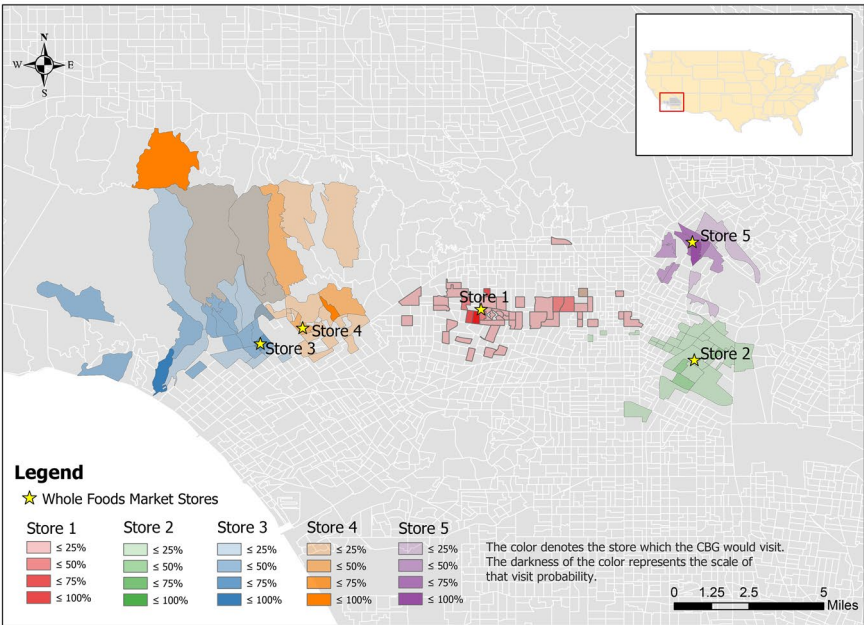 N
W E
S
Store 5
Store 1
Store 4
Store 3
Store 2
Legend
Whole Foods Market Stores
Store 1 Store 2 Store 3 Store 4 Store 5
≤ 25% ≤ 25% ≤ 25% ≤ 25% ≤ 25%
≤ 50% ≤ 50% ≤ 50% ≤ 50% ≤ 50%
≤ 75% ≤ 75% ≤ 75% ≤ 75% ≤ 75%
≤ 100% ≤ 100% ≤ 100% ≤ 100% ≤ 100%
The color denotes the store which the CBG would visit.
The darkness of the color represents the scale of
that visit probability.
0 1.25 2.5 5
Miles